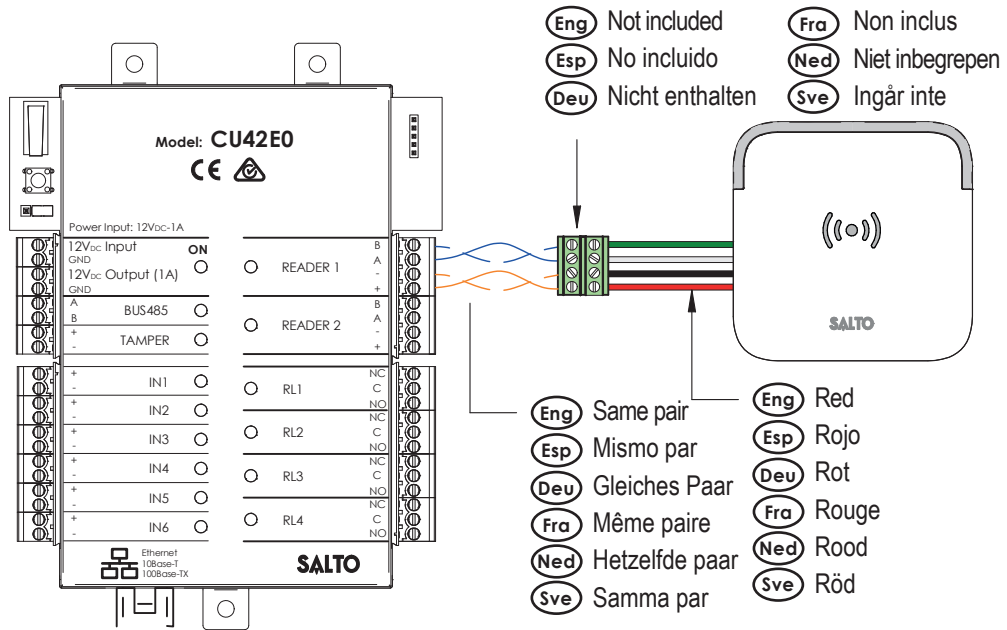 Eng Not included
Esp No incluido
Deu Nicht enthalten
Fra Non inclus
Ned Niet inbegrepen
Sve Ingår inte
Model: CU42E0
CE
Power Input: 12VDC-1A
12VDC Input
GND
12VDC Output (1A)
GND
ON
A
B
BUS485
+
-
TAMPER
+
-
IN1
+
-
IN2
+
-
IN3
+
-
IN4
+
-
IN5
+
-
IN6
READER 1
B
A
-
+
READER 2
B
A
-
+
RL1
NC
C
NO
RL2
NC
C
NO
RL3
NC
C
NO
RL4
NC
C
NO
Ethernet
10Base-T
100Base-TX
SALTO
SALTO
Eng Same pair
Esp Mismo par
Deu Gleiches Paar
Fra Même paire
Ned Hetzelfde paar
Sve Samma par
Eng Red
Esp Rojo
Deu Rot
Fra Rouge
Ned Rood
Sve Röd